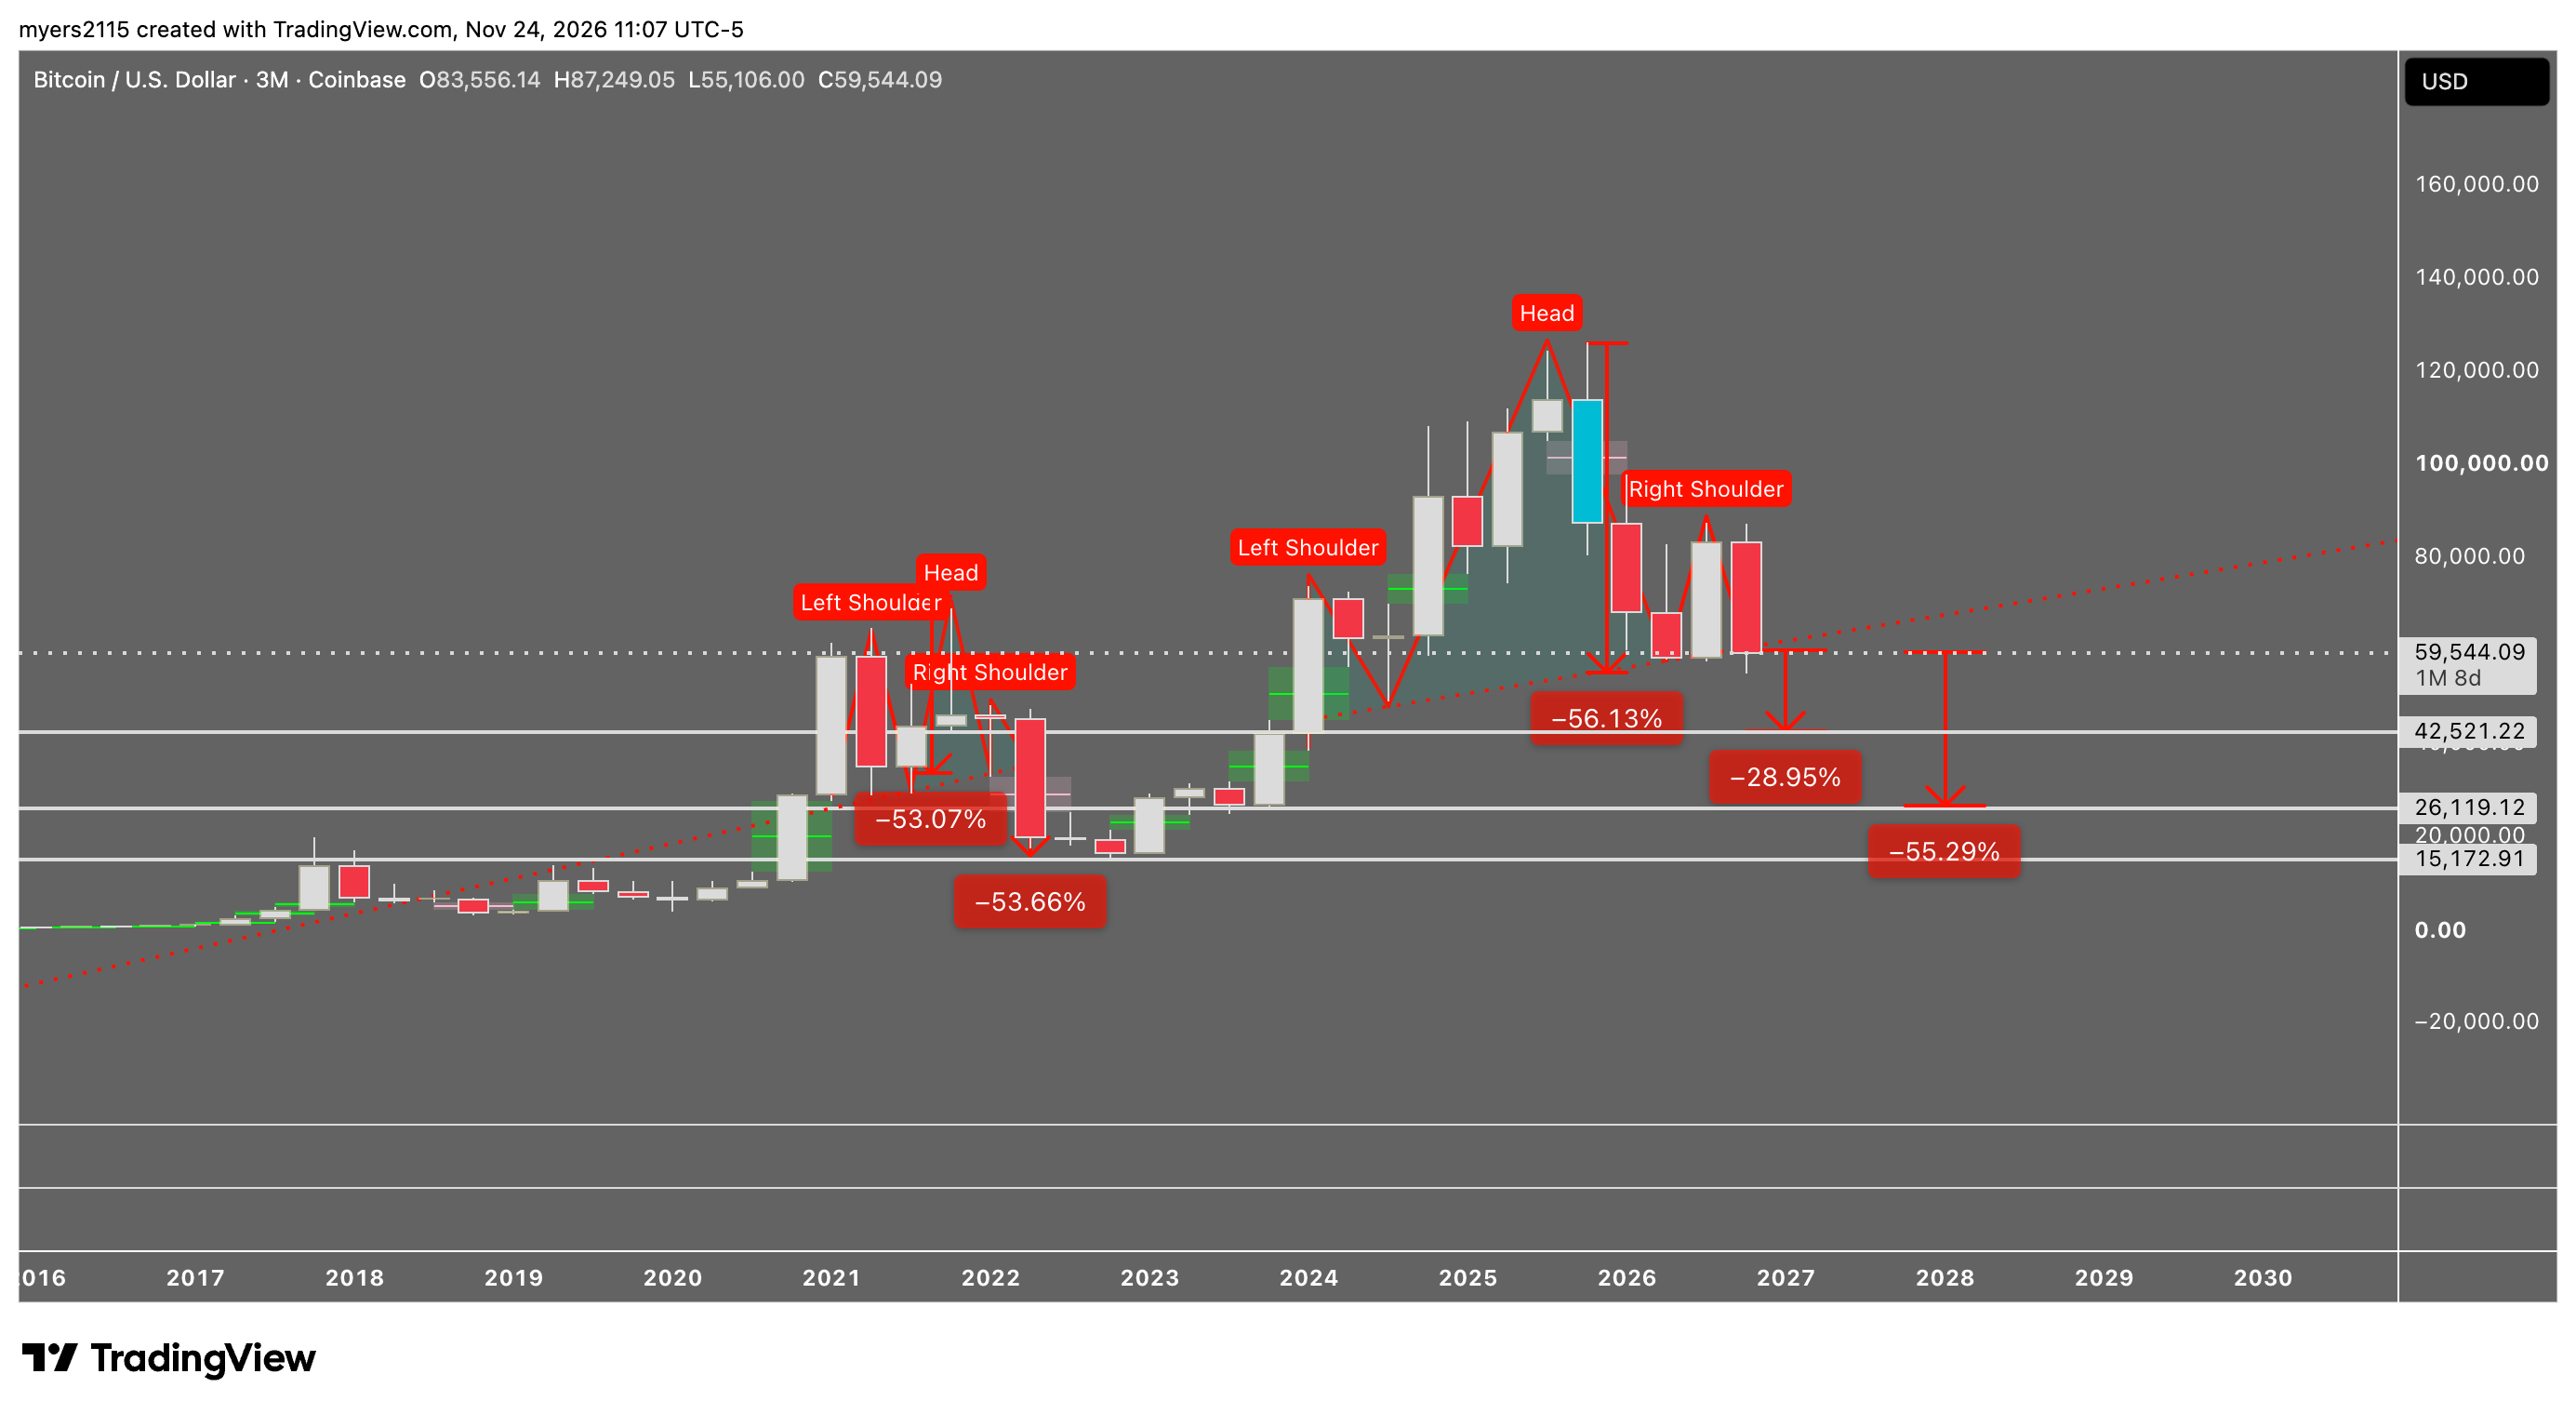 myers2115 created with TradingView.com, Nov 24, 2026 11:07 UTC-5
Bitcoin / U.S. Dollar · 3M · Coinbase O83,556.14 H87,249.05 L55,106.00 C59,544.09
USD
160,000.00
140,000.00
Head
120,000.00
100,000.00
Right Shoulder
Left Shoulder
80,000.00
Head
Left Shoulder
Right Shoulder
59,544.09
1M 8d
−56.13%
42,521.22
−28.95%
26,119.12
−53.07%
20,000.00
−55.29%
15,172.91
−53.66%
0.00
−20,000.00
2017 2018 2019 2020 2021 2022 2023 2024 2025 2026 2027 2028 2029 2030
TradingView